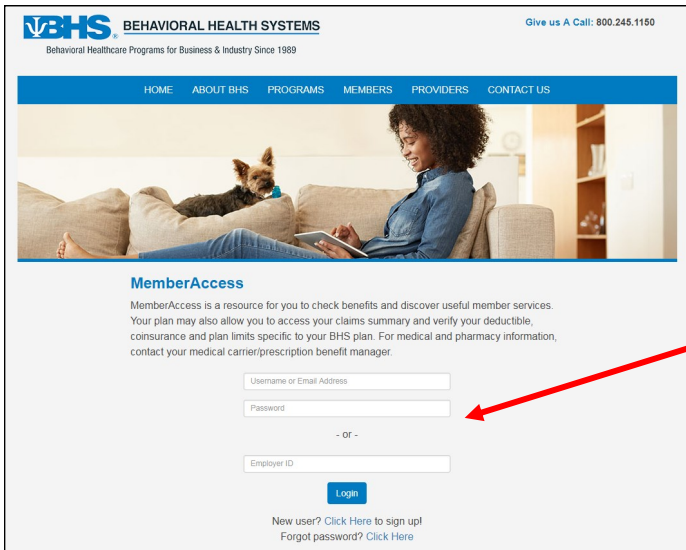 ΨBHS® BEHAVIORAL HEALTH SYSTEMS
Give us A Call: 800.245.1150
Behavioral Healthcare Programs for Business & Industry Since 1989
HOME ABOUT BHS PROGRAMS MEMBERS PROVIDERS CONTACT US
MemberAccess
MemberAccess is a resource for you to check benefits and discover useful member services.
Your plan may also allow you to access your claims summary and verify your deductible,
coinsurance and plan limits specific to your BHS plan. For medical and pharmacy information,
contact your medical carrier/prescription benefit manager.
Username or Email Address
Password
- or -
Employer ID
Login
New user? Click Here to sign up!
Forgot password? Click Here